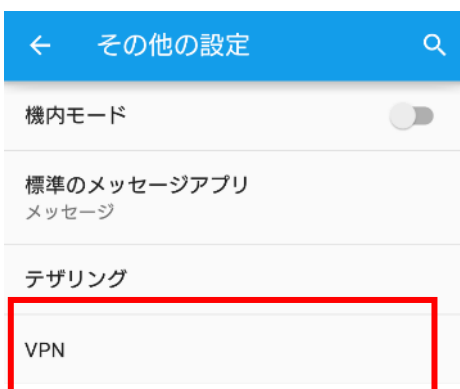 その他の設定
機内モード
標準のメッセージアプリ
メッセージ
テザリング
VPN